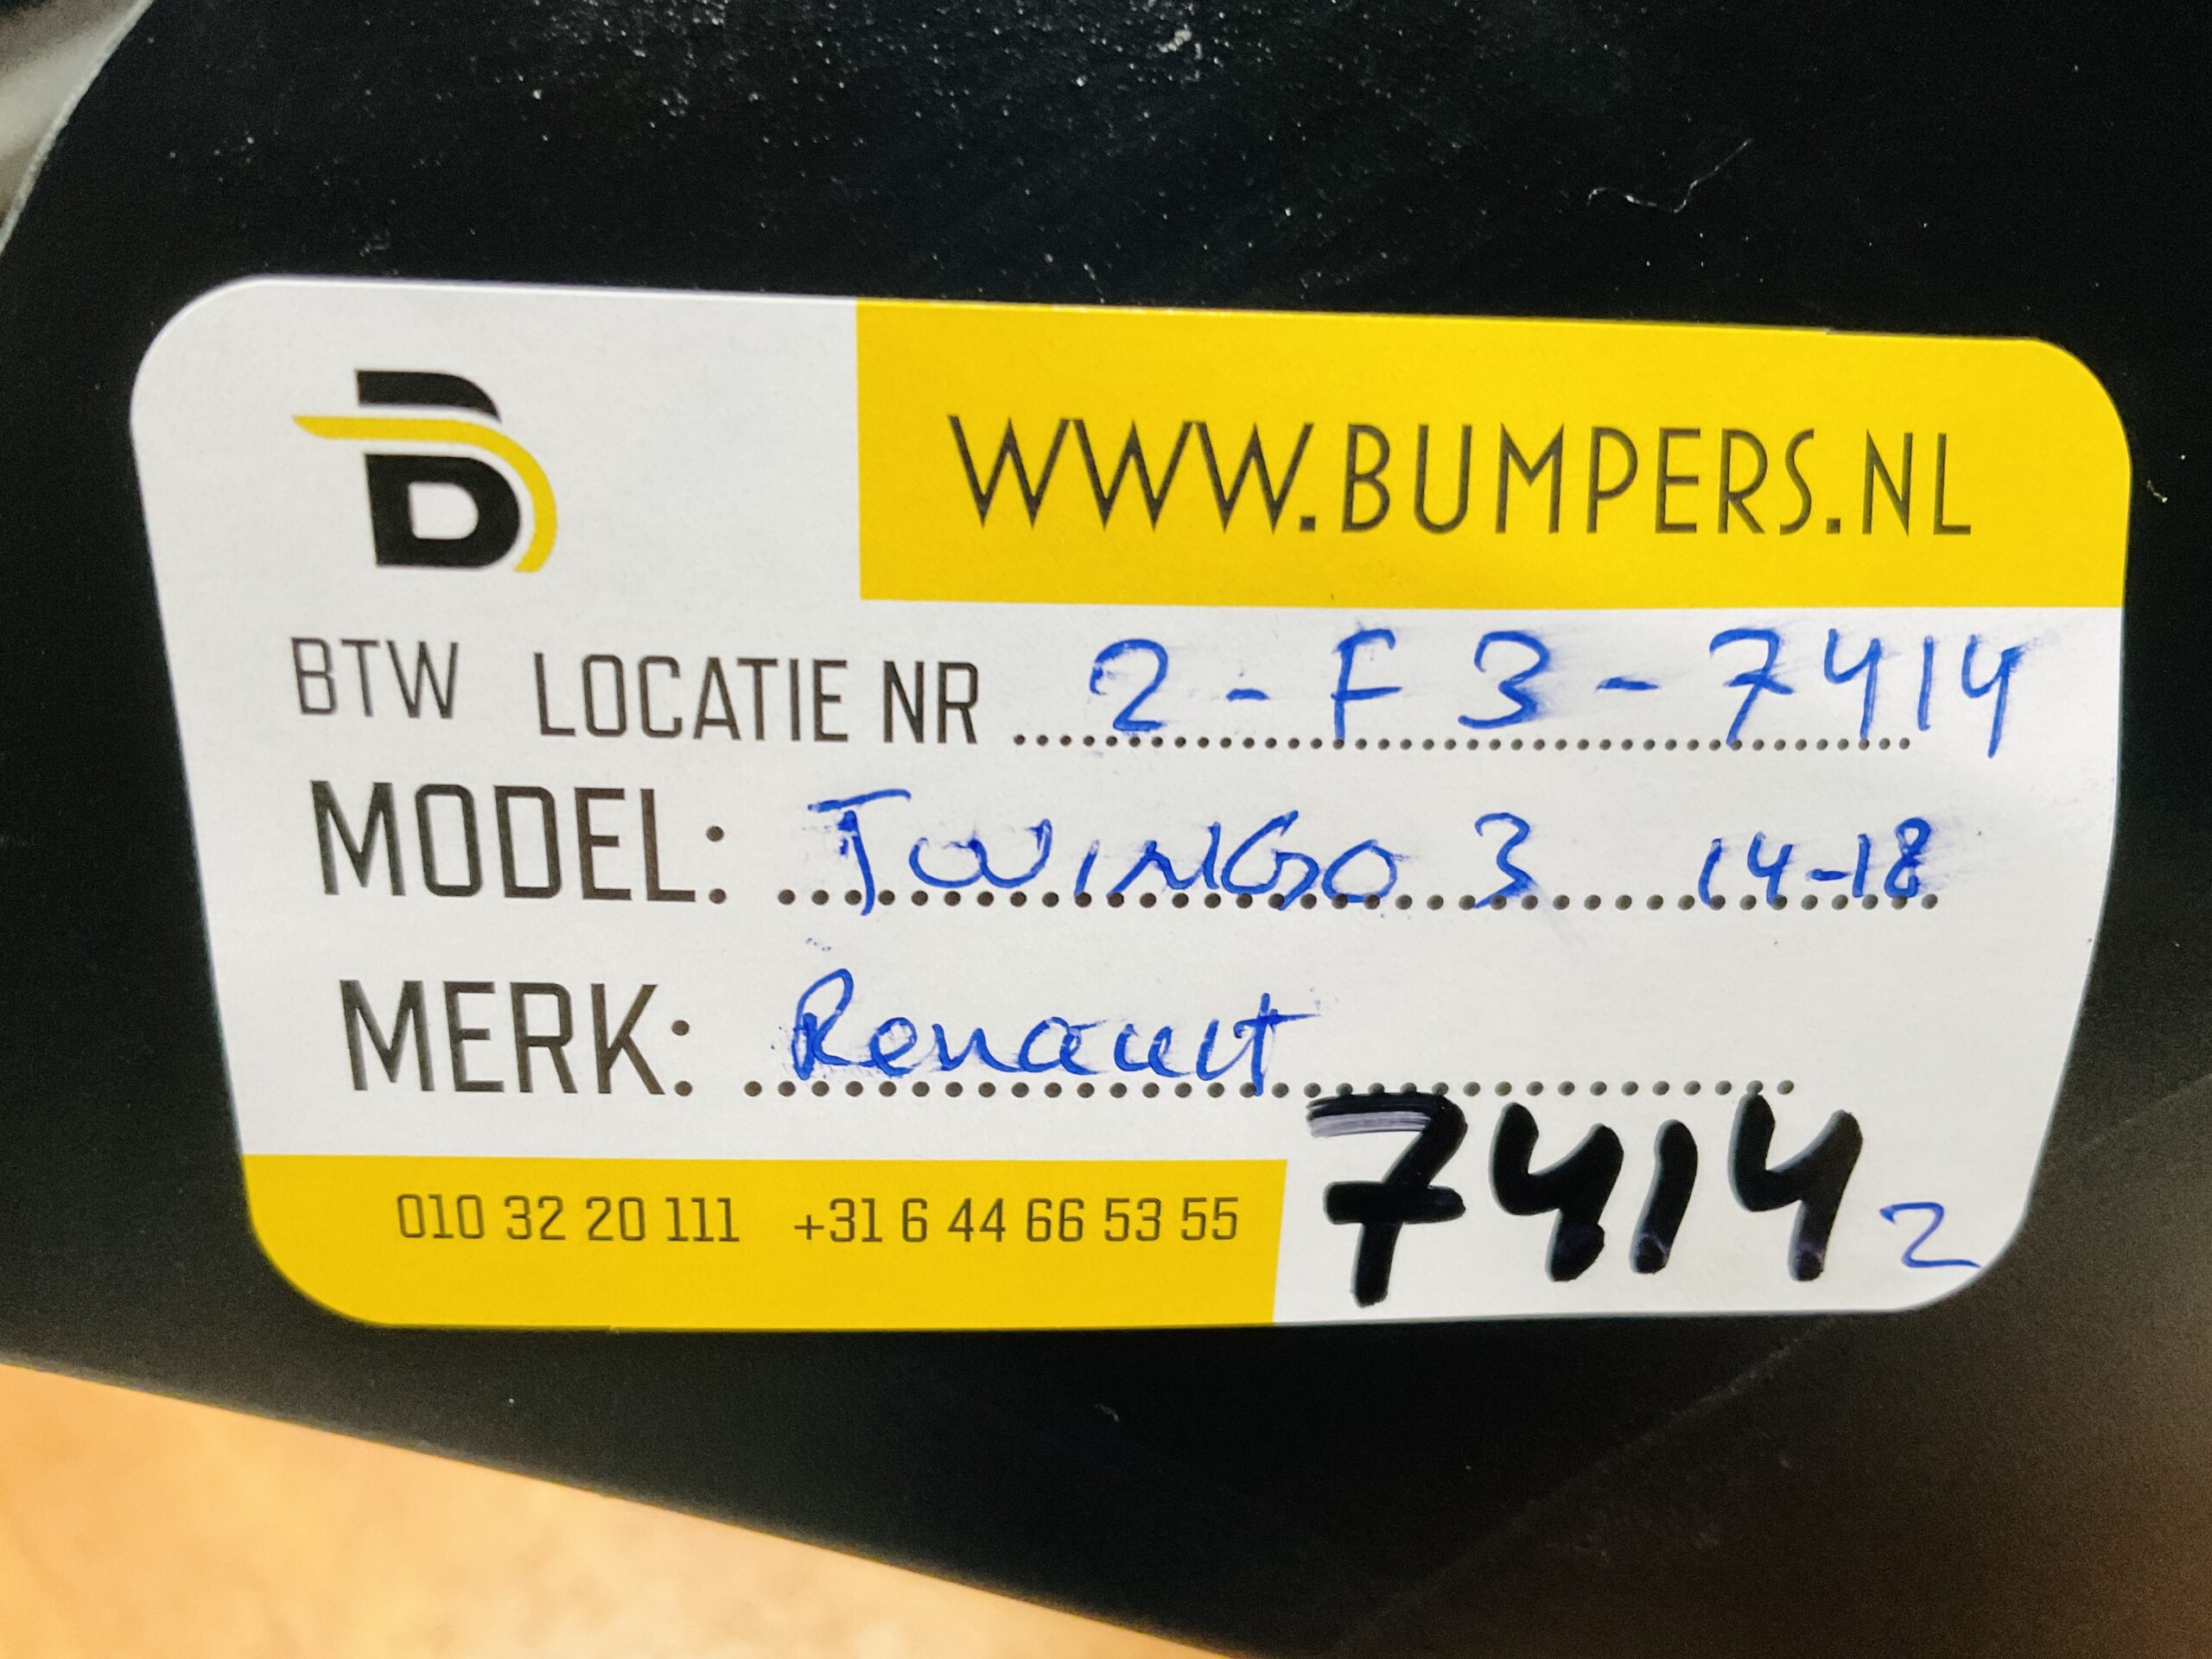 B
WWW.BUMPERS.NL
BTW LOCATIE NR 2 - F 3 - 7414
MODEL: TWINGO 3 14-18
MERK: Renault
010 32 20 111 +31 6 44 66 53 55
7414 2